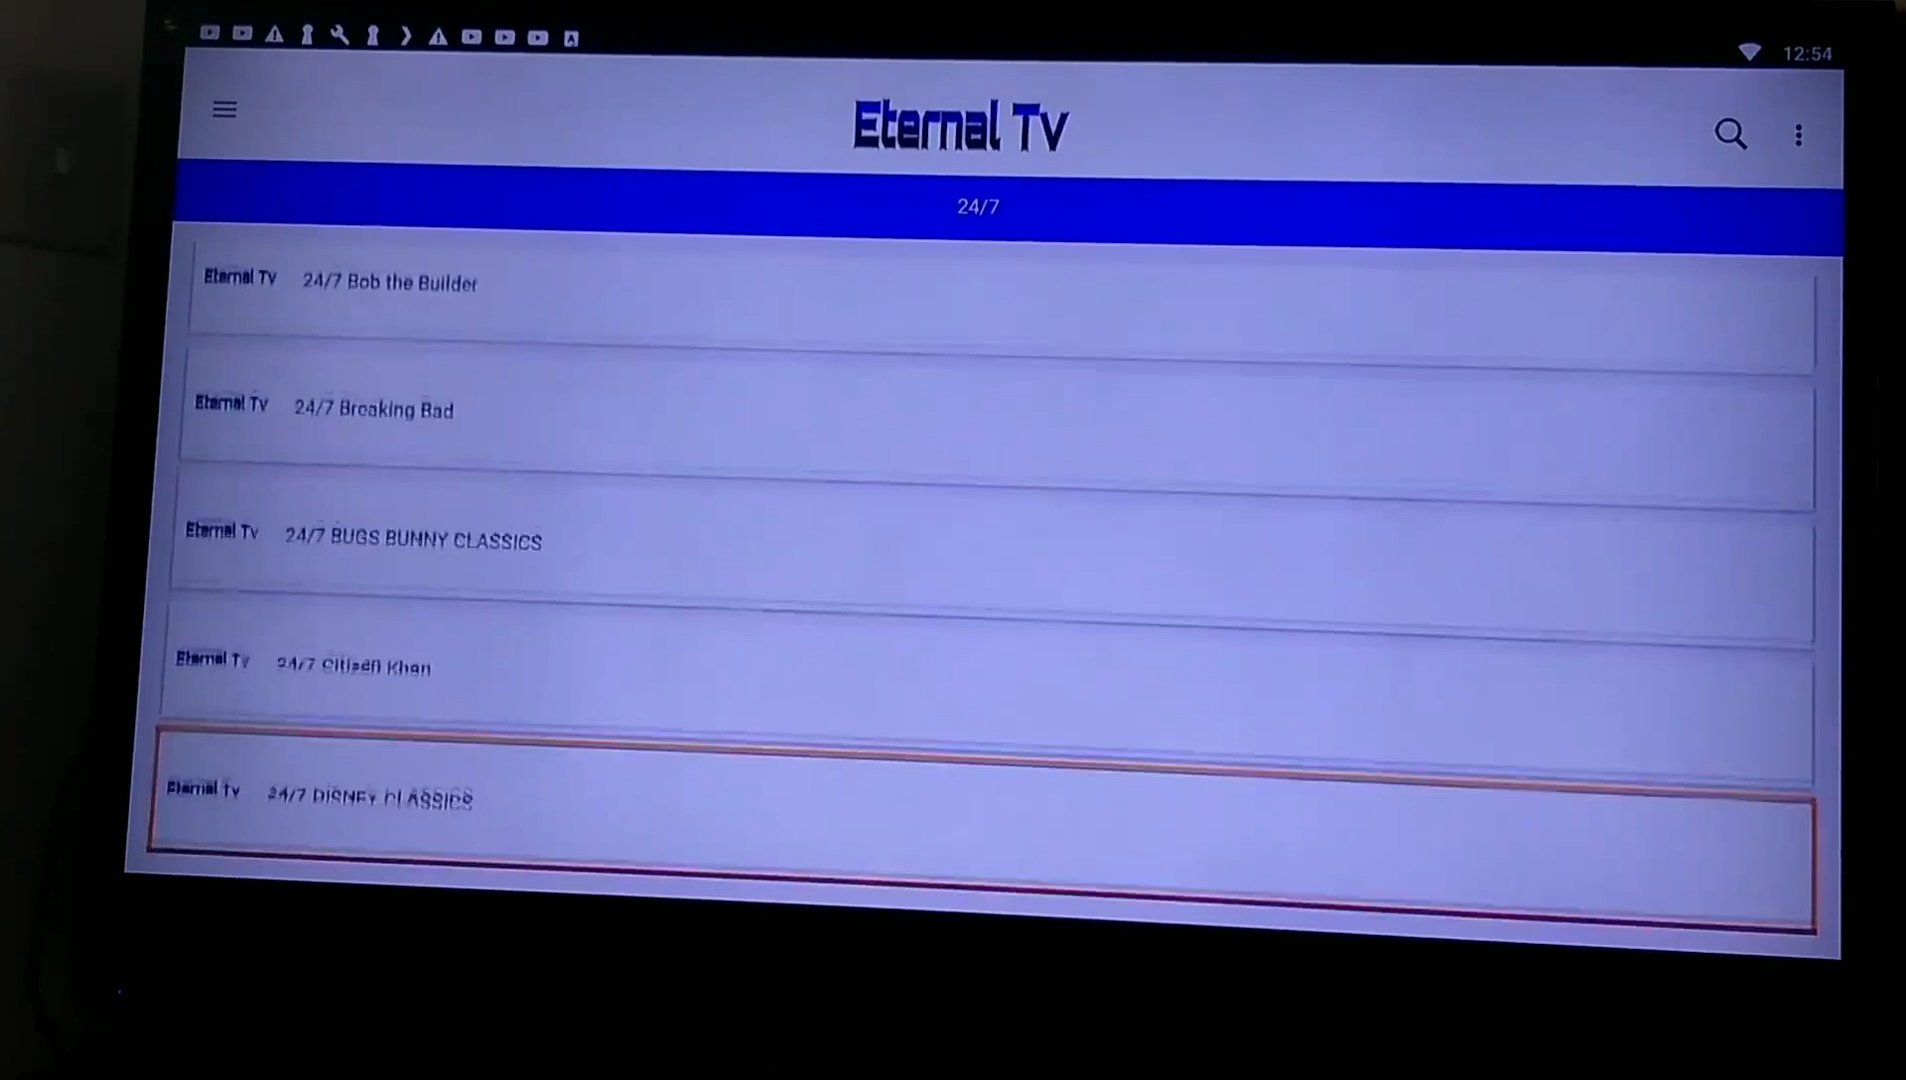 12:54
Eternal Tv
24/7
Eternal Tv 24/7 Bob the Builder
Eternal Tv 24/7 Breaking Bad
Eternal Tv 24/7 BUGS BUNNY CLASSICS
Eternal Tv 24/7 Citizen Khan
Eternal Tv 24/7 DISNEY CLASSICS